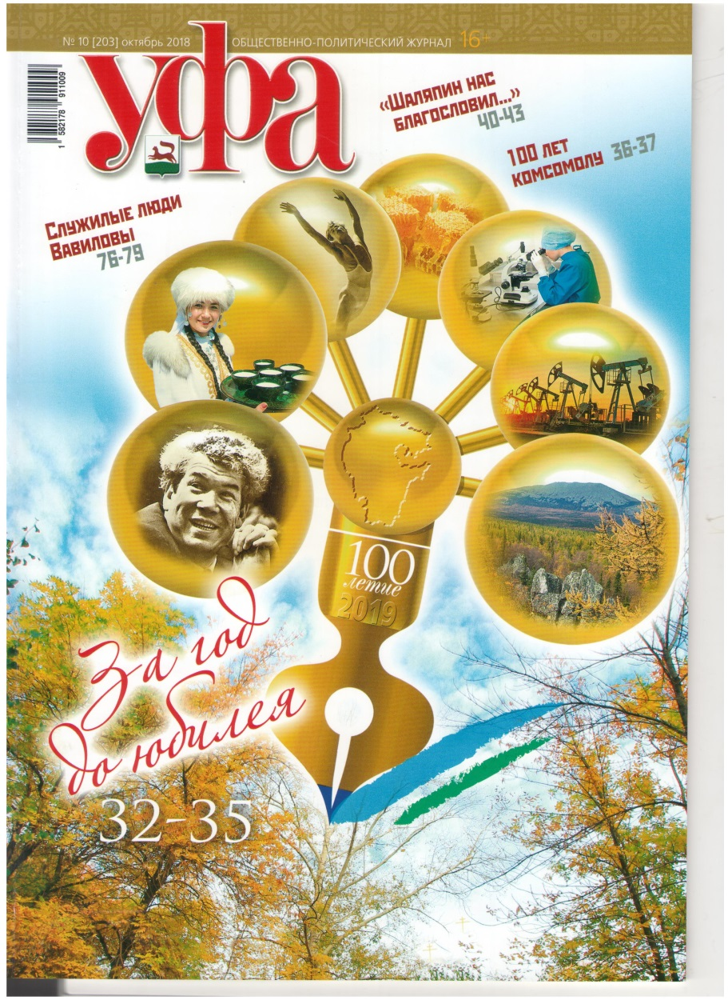 № 10 [203] октябрь 2018 ОБЩЕСТВЕННО-ПОЛИТИЧЕСКИЙ ЖУРНАЛ 16+
уфа
1 582178 911009
«Шаляпин нас
благословил...»
40-43
100 лет
комсомолу 36-37
Служилые люди
Вавиловы
76-79
100
летие
2019
За год
до юбилея
32-35